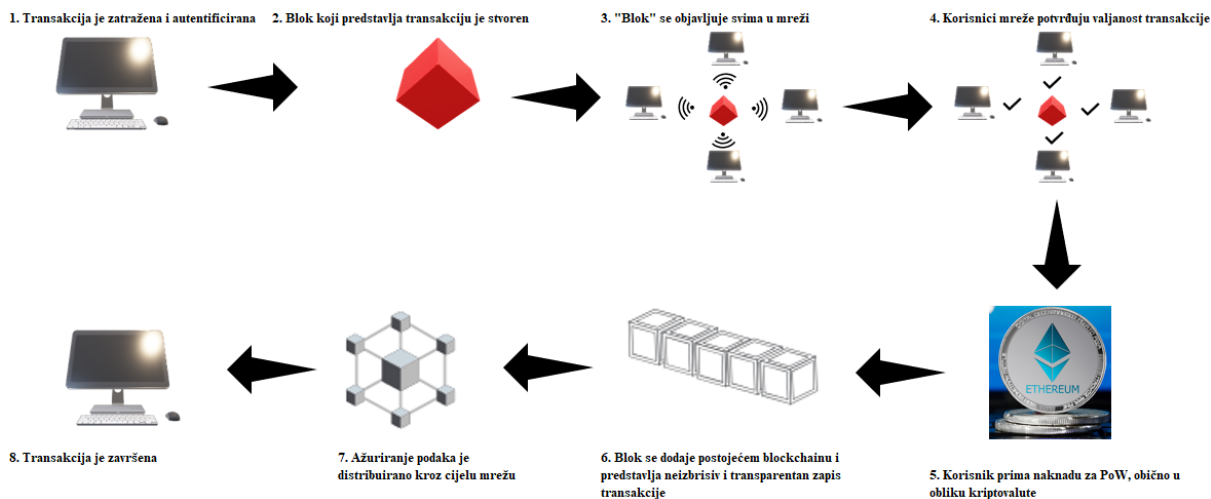 1. Transakcija je zatražena i autentificirana
2. Blok koji predstavlja transakciju je stvoren
3. "Blok" se objavljuje svima u mreži
4. Korisnici mreže potvrđuju valjanost transakcije
ETHEREUM
5. Korisnik prima naknadu za PoW, obično u
obliku kriptovalute
6. Blok se dodaje postojećem blockchainu i
predstavlja neizbrisiv i transparentan zapis
transakcije
7. Ažuriranje podaka je
distribuirano kroz cijelu mrežu
8. Transakcija je završena